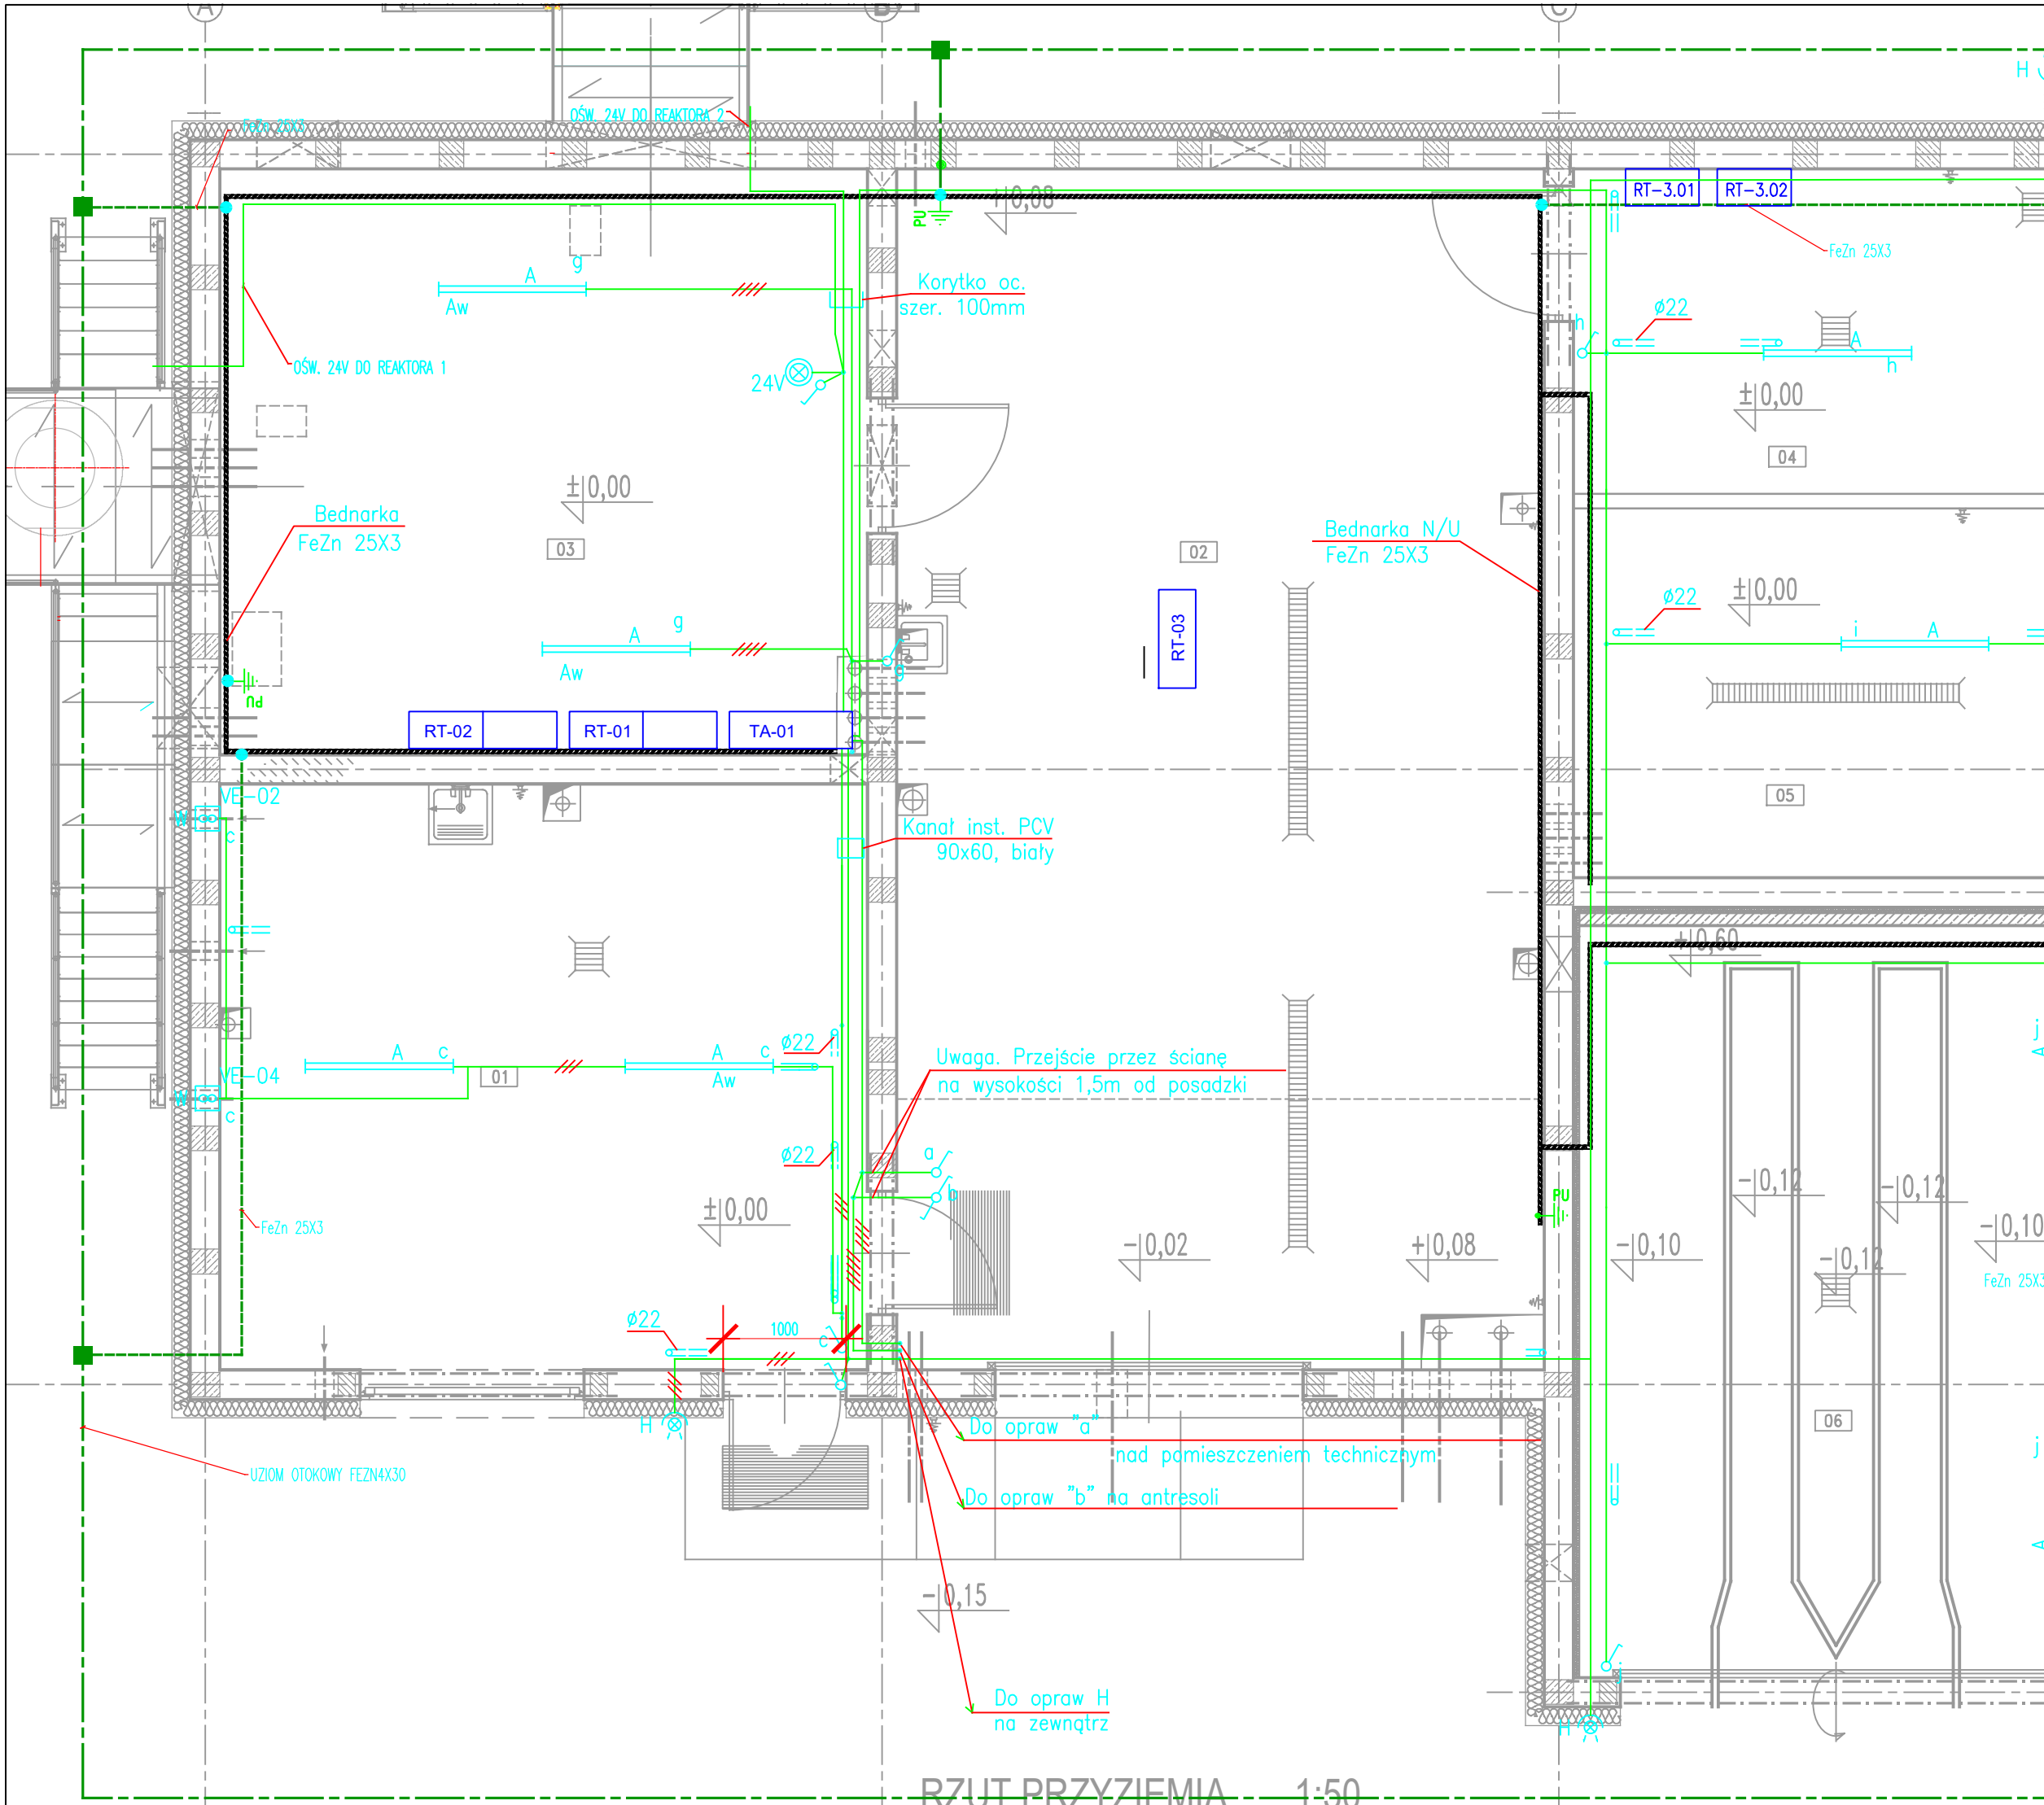 A
B
C
H
FeZn 25X3
OŚW. 24V DO REAKTORA 2
RT-3.01
RT-3.02
+0,08
PU
FeZn 25X3
g
A
Aw
Korytko oc.
szer. 100mm
ø22
h
A
h
OŚW. 24V DO REAKTORA 1
24V
±0,00
04
±0,00
Bednarka
FeZn 25X3
03
02
Bednarka N/U
FeZn 25X3
±0,00
ø22
g
A
Aw
g
RT-03
i
A
PU
RT-02
RT-01
TA-01
VE-02
W
c
05
Kanał inst. PCV
90x60, biały
+0,60
A
c
A
c
Aw
ø22
01
VE-04
W
c
Uwaga. Przejście przez ścianę
na wysokości 1,5m od posadzki
j
A
ø22
a
b
±0,00
FeZn 25X3
-0,02
+0,08
PU
-0,10
-0,12
-0,12
-0,12
-0,10
FeZn 25X3
ø22
1000
c
H
Do opraw "a"
nad pomieszczeniem technicznym
06
j
UZIOM OTOKOWY FEZN4X30
Do opraw "b" na antresoli
A
-0,15
j
Do opraw H
na zewnątrz
H
RZUT PRZYZIEMIA 1:50